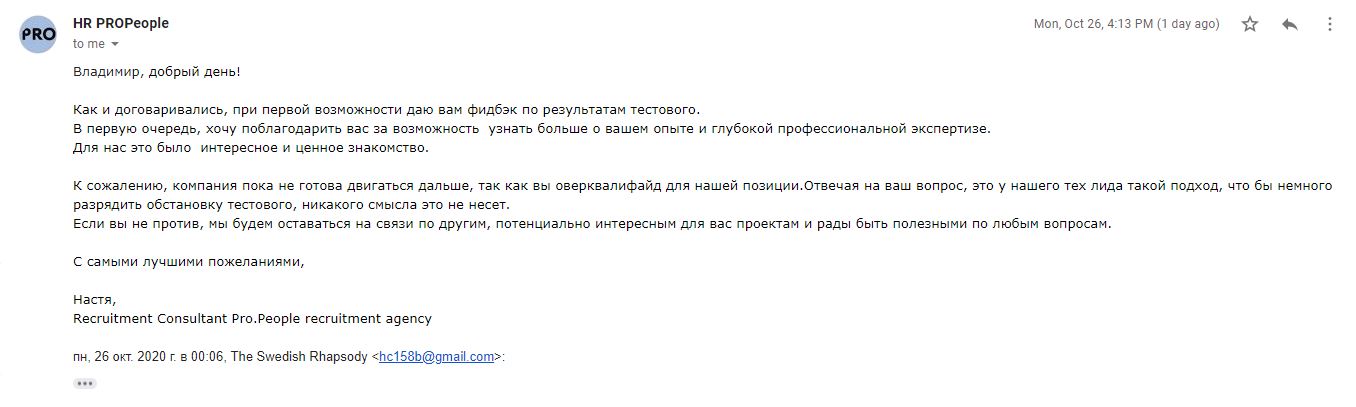 PRO
HR PROPeople
Mon, Oct 26, 4:13 PM (1 day ago)
to me
Владимир, добрый день!
Как и договаривались, при первой возможности даю вам фидбэк по результатам тестового.
В первую очередь, хочу поблагодарить вас за возможность  узнать больше о вашем опыте и глубокой профессиональной экспертизе.
Для нас это было  интересное и ценное знакомство.
К сожалению, компания пока не готова двигаться дальше, так как вы оверквалифайд для нашей позиции.Отвечая на ваш вопрос, это у нашего тех лида такой подход, что бы немного
разрядить обстановку тестового, никакого смысла это не несет.
Если вы не против, мы будем оставаться на связи по другим, потенциально интересным для вас проектам и рады быть полезными по любым вопросам.
С самыми лучшими пожеланиями,
Настя,
Recruitment Consultant Pro.People recruitment agency
пн, 26 окт. 2020 г. в 00:06, The Swedish Rhapsody <hc158b@gmail.com>: